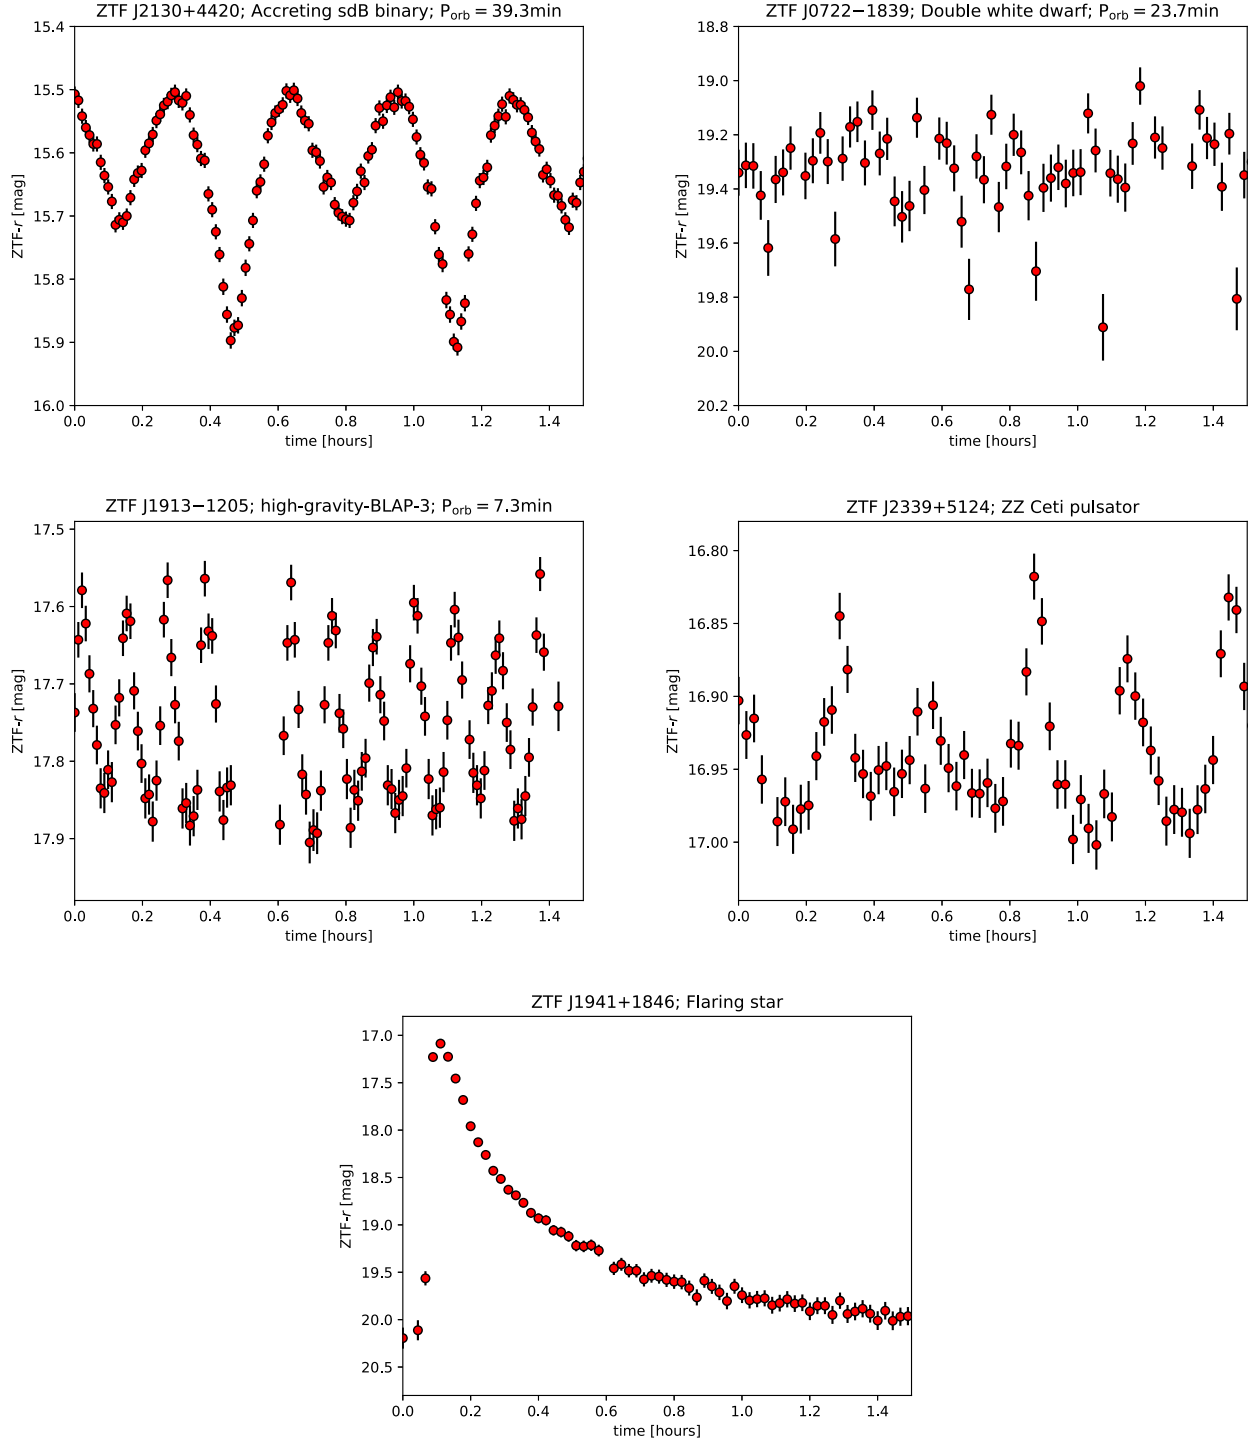 ZTF J2130+4420; Accreting sdB binary; P_orb = 39.3min
15.4
15.5
15.6
15.7
15.8
15.9
16.0
ZTF-r [mag]
0.0 0.2 0.4 0.6 0.8 1.0 1.2 1.4
time [hours]
ZTF J0722−1839; Double white dwarf; P_orb = 23.7min
18.8
19.0
19.2
19.4
19.6
19.8
20.0
20.2
ZTF-r [mag]
0.0 0.2 0.4 0.6 0.8 1.0 1.2 1.4
time [hours]
ZTF J1913−1205; high-gravity-BLAP-3; P_orb = 7.3min
17.5
17.6
17.7
17.8
17.9
ZTF-r [mag]
0.0 0.2 0.4 0.6 0.8 1.0 1.2 1.4
time [hours]
ZTF J2339+5124; ZZ Ceti pulsator
16.80
16.85
16.90
16.95
17.00
ZTF-r [mag]
0.0 0.2 0.4 0.6 0.8 1.0 1.2 1.4
time [hours]
ZTF J1941+1846; Flaring star
17.0
17.5
18.0
18.5
19.0
19.5
20.0
20.5
ZTF-r [mag]
0.0 0.2 0.4 0.6 0.8 1.0 1.2 1.4
time [hours]